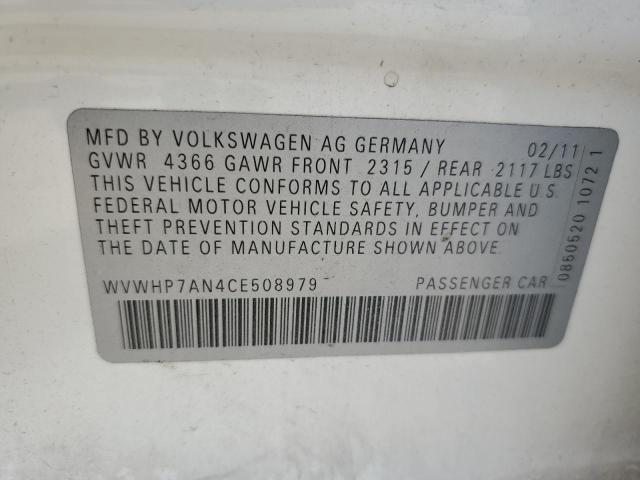 MFD BY VOLKSWAGEN AG GERMANY 02/11
GVWR 4366 GAWR FRONT 2315 / REAR 2117 LBS
THIS VEHICLE CONFORMS TO ALL APPLICABLE U.S.
FEDERAL MOTOR VEHICLE SAFETY, BUMPER AND
THEFT PREVENTION STANDARDS IN EFFECT ON
THE DATE OF MANUFACTURE SHOWN ABOVE.
WVWHP7AN4CE508979 PASSENGER CAR
0850520 1072 1